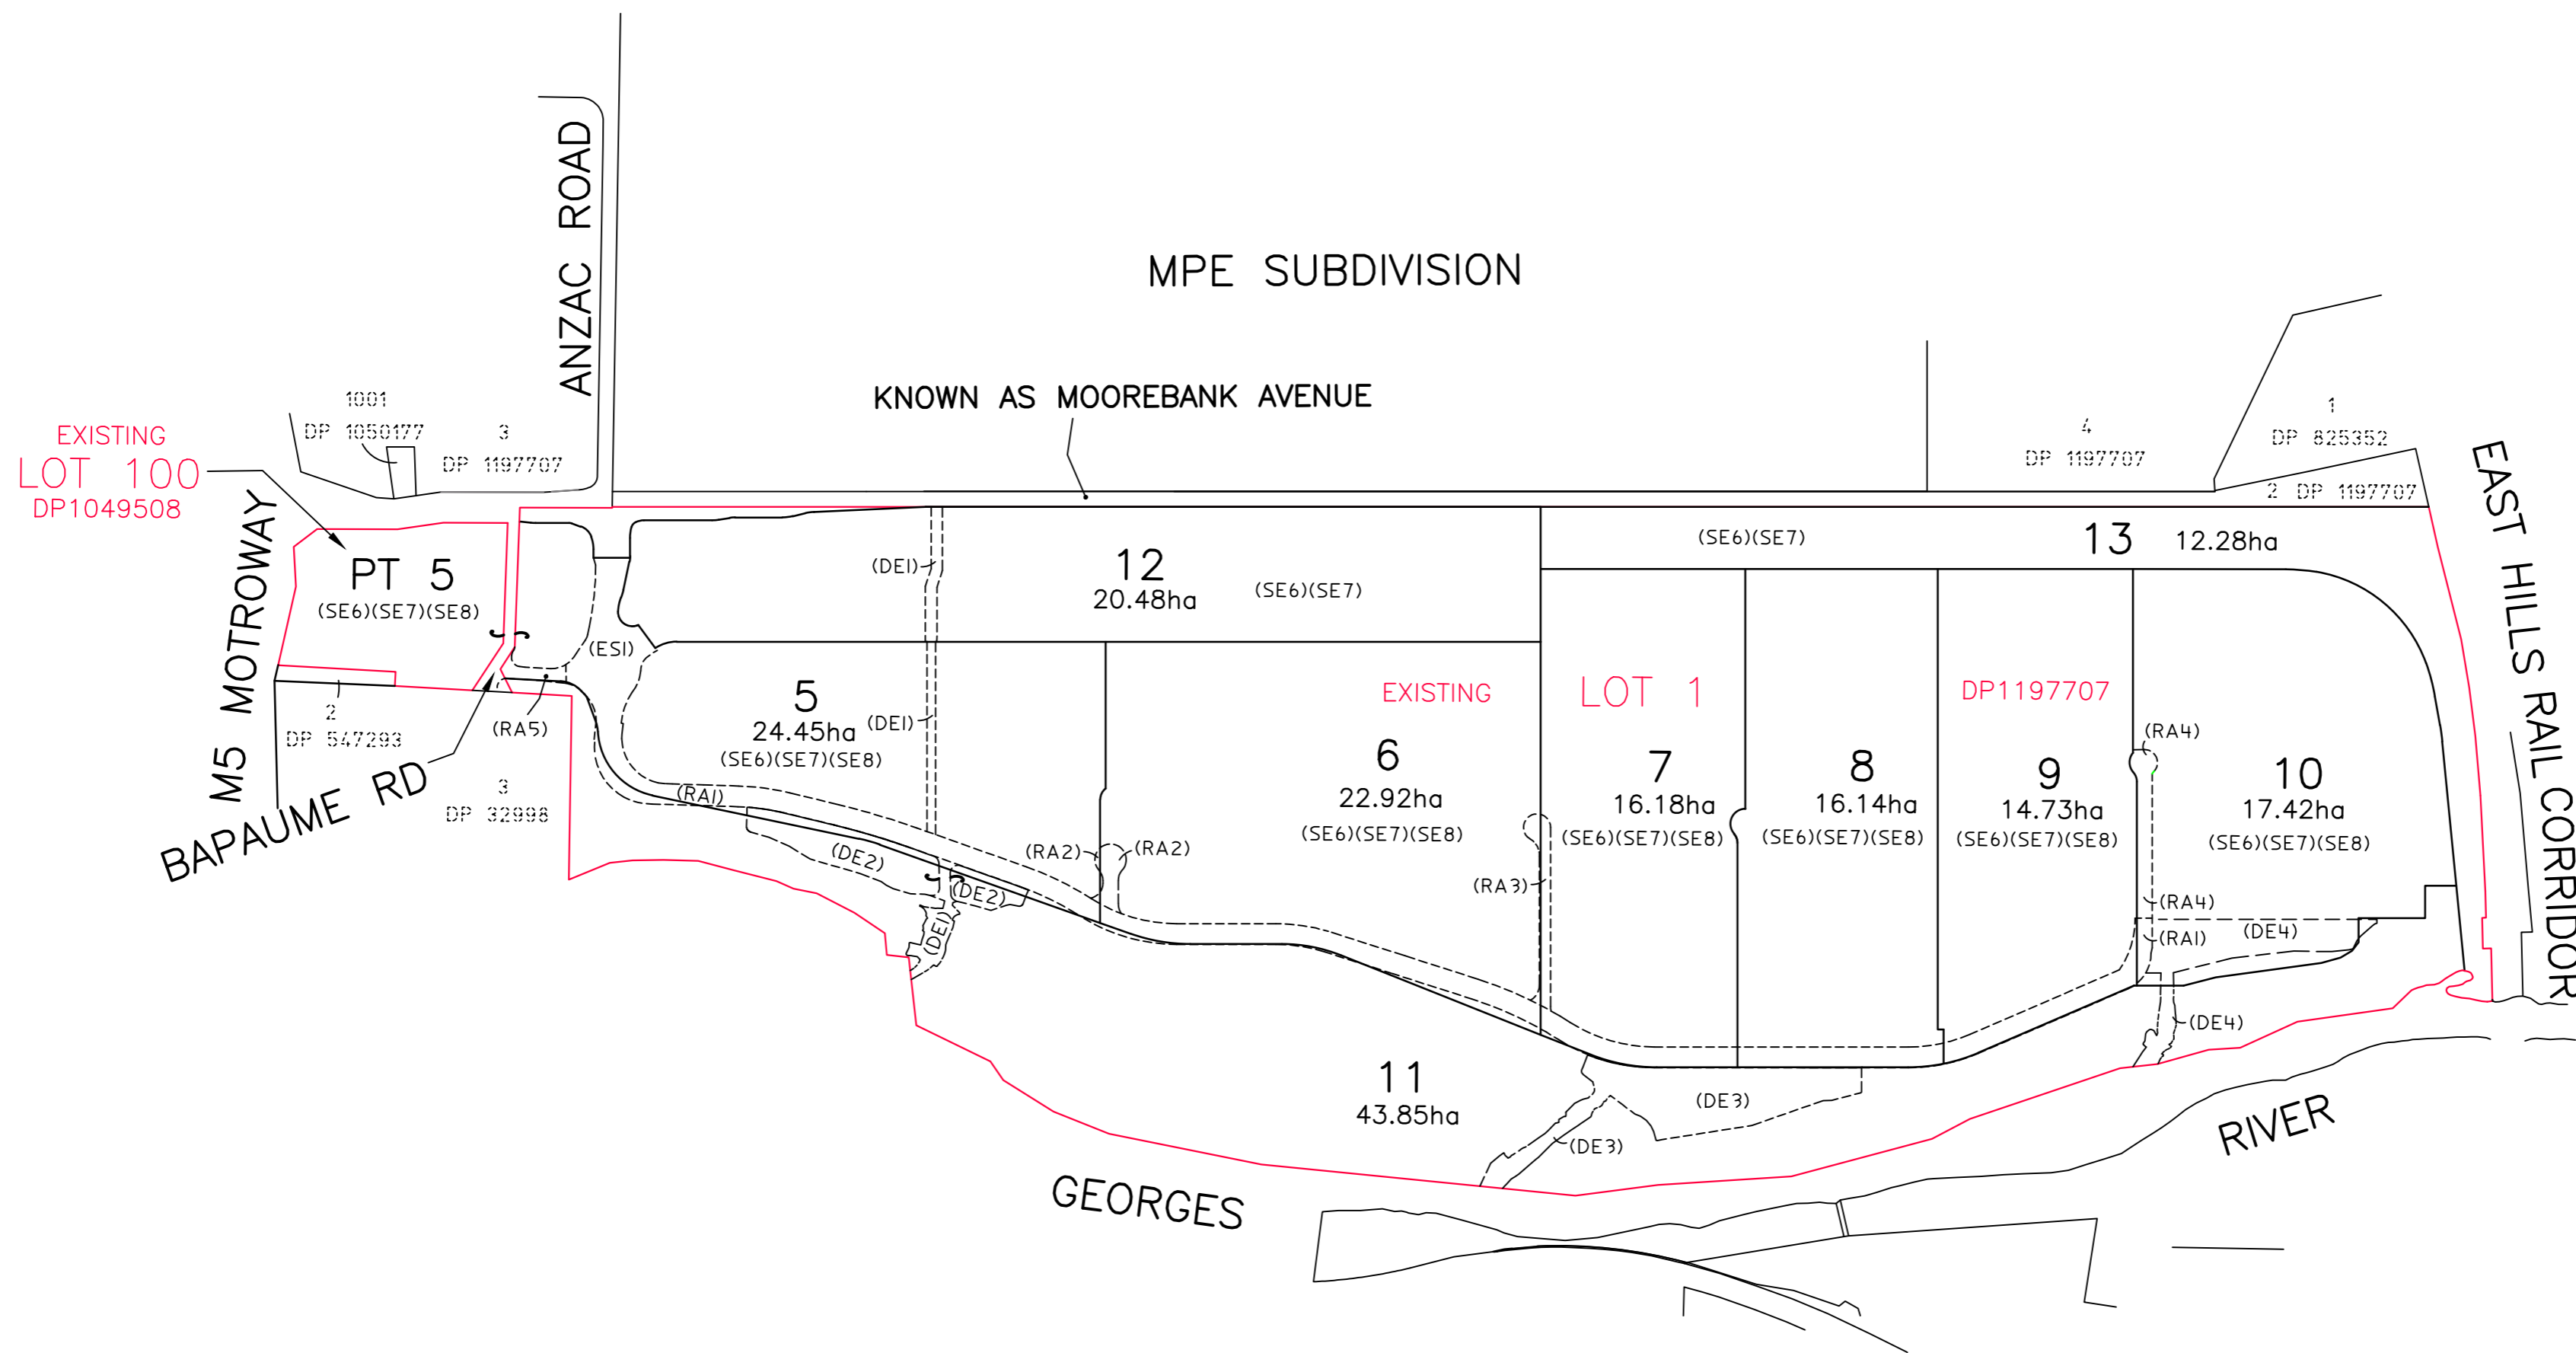 ANZAC ROAD
MPE SUBDIVISION
KNOWN AS MOOREBANK AVENUE
1001
DP 1050177
3
DP 1197707
4
DP 1197707
1
DP 825352
2 DP 1197707
EXISTING
LOT 100
DP1049508
M5 MOTROWAY
EAST HILLS RAIL CORRIDOR
PT 5
(SE6)(SE7)(SE8)
(DE1)
12
20.48ha
(SE6)(SE7)
(SE6)(SE7)
13
12.28ha
(ES1)
2
DP 547293
(RA5)
BAPAUME RD
3
DP 32998
5
24.45ha
(SE6)(SE7)(SE8)
(DE1)
(RA1)
EXISTING
LOT 1
DP1197707
6
22.92ha
(SE6)(SE7)(SE8)
7
16.18ha
(SE6)(SE7)(SE8)
8
16.14ha
(SE6)(SE7)(SE8)
9
14.73ha
(SE6)(SE7)(SE8)
(RA4)
10
17.42ha
(SE6)(SE7)(SE8)
(DE2)
(DE2)
(DE1)
(RA2)
(RA2)
(RA3)
(RA4)
(RA1)
(DE4)
(DE4)
11
43.85ha
(DE3)
(DE3)
GEORGES
RIVER